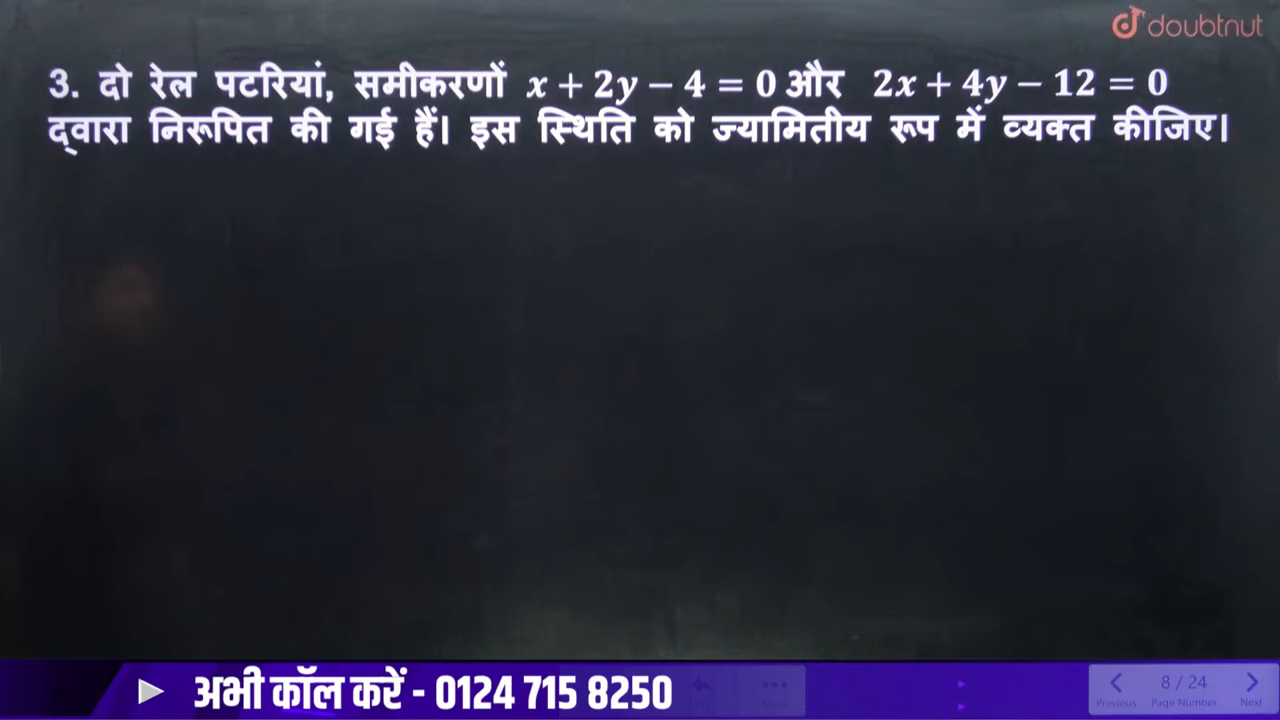 doubtnut
3. दो रेल पटरियां, समीकरणों x + 2y − 4 = 0 और 2x + 4y − 12 = 0
द्वारा निरूपित की गई हैं। इस स्थिति को ज्यामितीय रूप में व्यक्त कीजिए।
अभी कॉल करें - 0124 715 8250
8 / 24
Previous Page Number Next